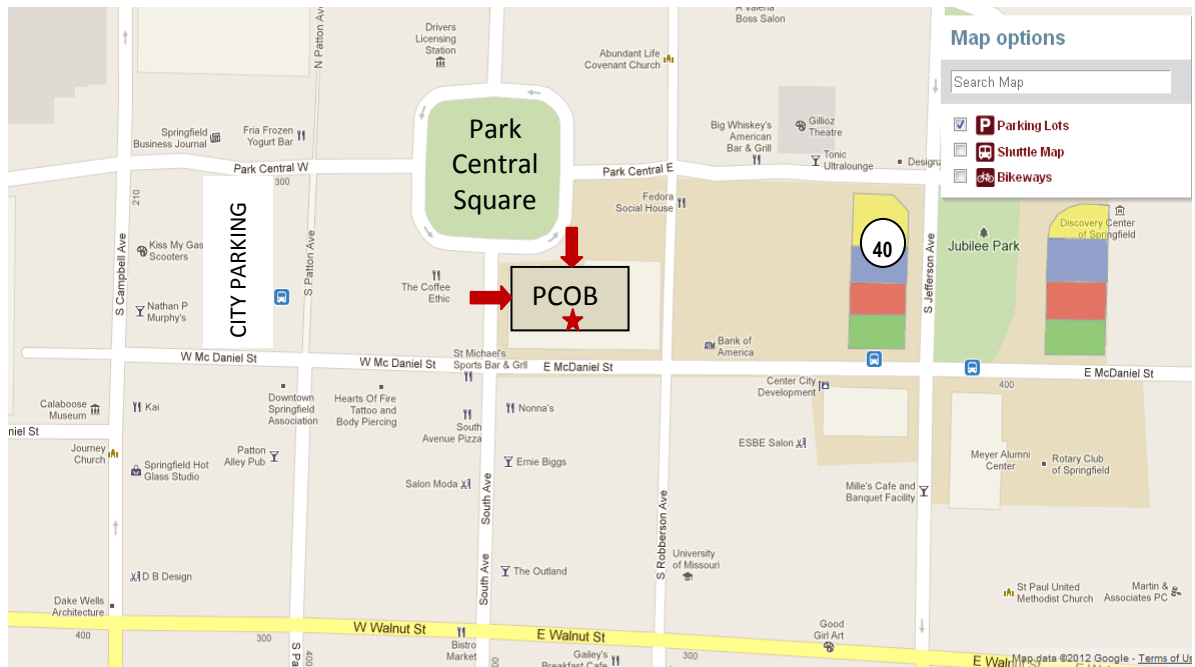 A Valeria
Boss Salon
Drivers
Licensing
Station
N Patton Ave
Abundant Life
Covenant Church
Map options
Search Map
P Parking Lots
Shuttle Map
Bikeways
Springfield
Business Journal
Fria Frozen
Yogurt Bar
Park
Central
Square
Big Whiskey's
American
Bar & Grill
Gillioz
Theatre
Tonic
Ultralounge
Park Central W
300
Park Central E
210
CITY PARKING
S Campbell Ave
S Patton Ave
Fedora
Social House
40
S Jefferson Ave
Jubilee Park
Discovery Center
of Springfield
Kiss My Gas
Scooters
The Coffee
Ethic
PCOB
Nathan P
Murphy's
Bank of
America
W Mc Daniel St
W Mc Daniel St
St Michael's
Sports Bar & Grill
E McDaniel St
E McDaniel St
400
Center City
Development
Calaboose
Museum
Kai
Downtown
Springfield
Association
Hearts Of Fire
Tattoo and
Body Piercing
South
Avenue Pizza
Nonna's
niel St
Journey
Church
Springfield Hot
Glass Studio
Patton
Alley Pub
ESBE Salon
Meyer Alumni
Center
Rotary Club
of Springfield
Ernie Biggs
Salon Moda
South Ave
S Robberson Ave
Mille's Cafe and
Banquet Facility
D B Design
South Ave
The Outland
University
of Missouri
St Paul United
Methodist Church
Martin &
Associates PC
Dake Wells
Architecture
400
300
S Pa
400
W Walnut St
Bistro
Market
E Walnut St
Gailey's
Breakfast Cafe
300
Good
Girl Art
Map data ©2012 Google - Terms of Us